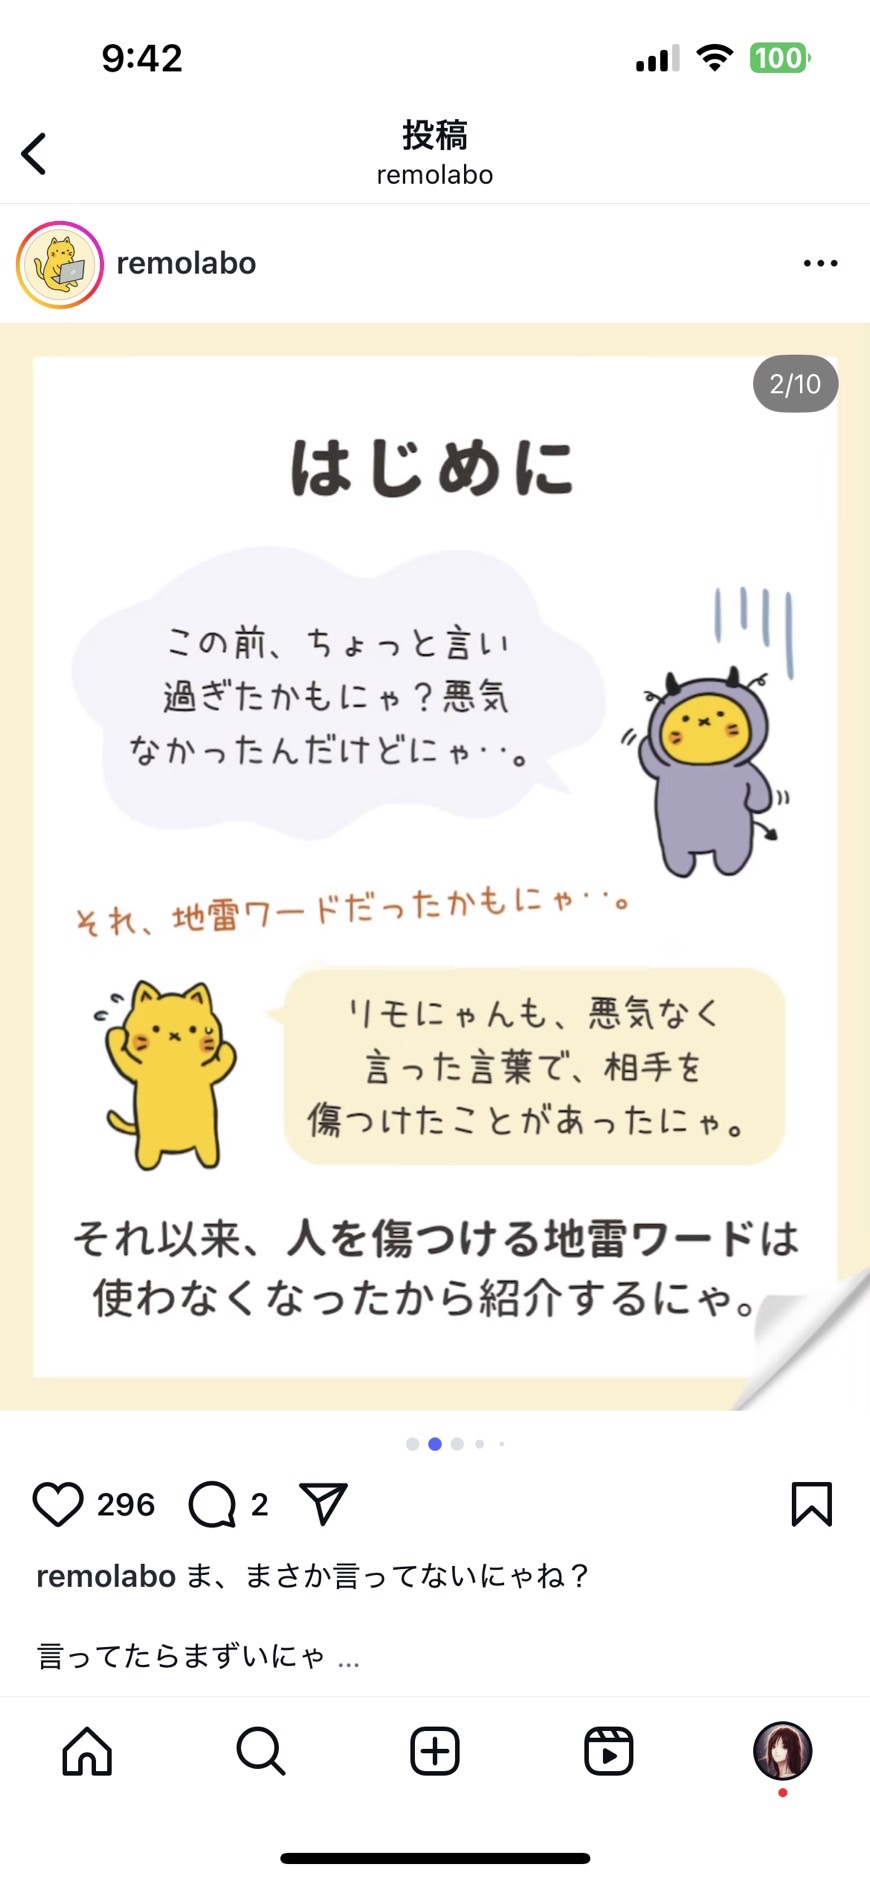 9:42
100
投稿
remolabo
remolabo
2/10
はじめに
この前、ちょっと言い
過ぎたかもにゃ？悪気
なかったんだけどにゃ‥。
それ、地雷ワードだったかもにゃ‥。
リモにゃんも、悪気なく
言った言葉で、相手を
傷つけたことがあったにゃ。
それ以来、人を傷つける地雷ワードは
使わなくなったから紹介するにゃ。
296
2
remolabo ま、まさか言ってないにゃね？
言ってたらまずいにゃ ...